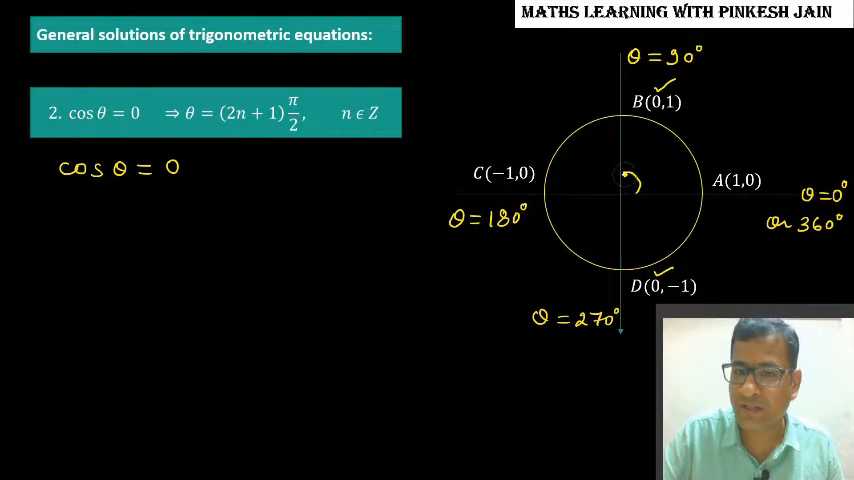 MATHS LEARNING WITH PINKESH JAIN
General solutions of trigonometric equations:
2. cos θ = 0 ⇒ θ = (2n + 1) π/2, n ϵ Z
cos θ = 0
θ = 90°
B(0,1)
C(−1,0)
A(1,0)
θ = 180°
θ = 0°
or 360°
D(0,−1)
θ = 270°